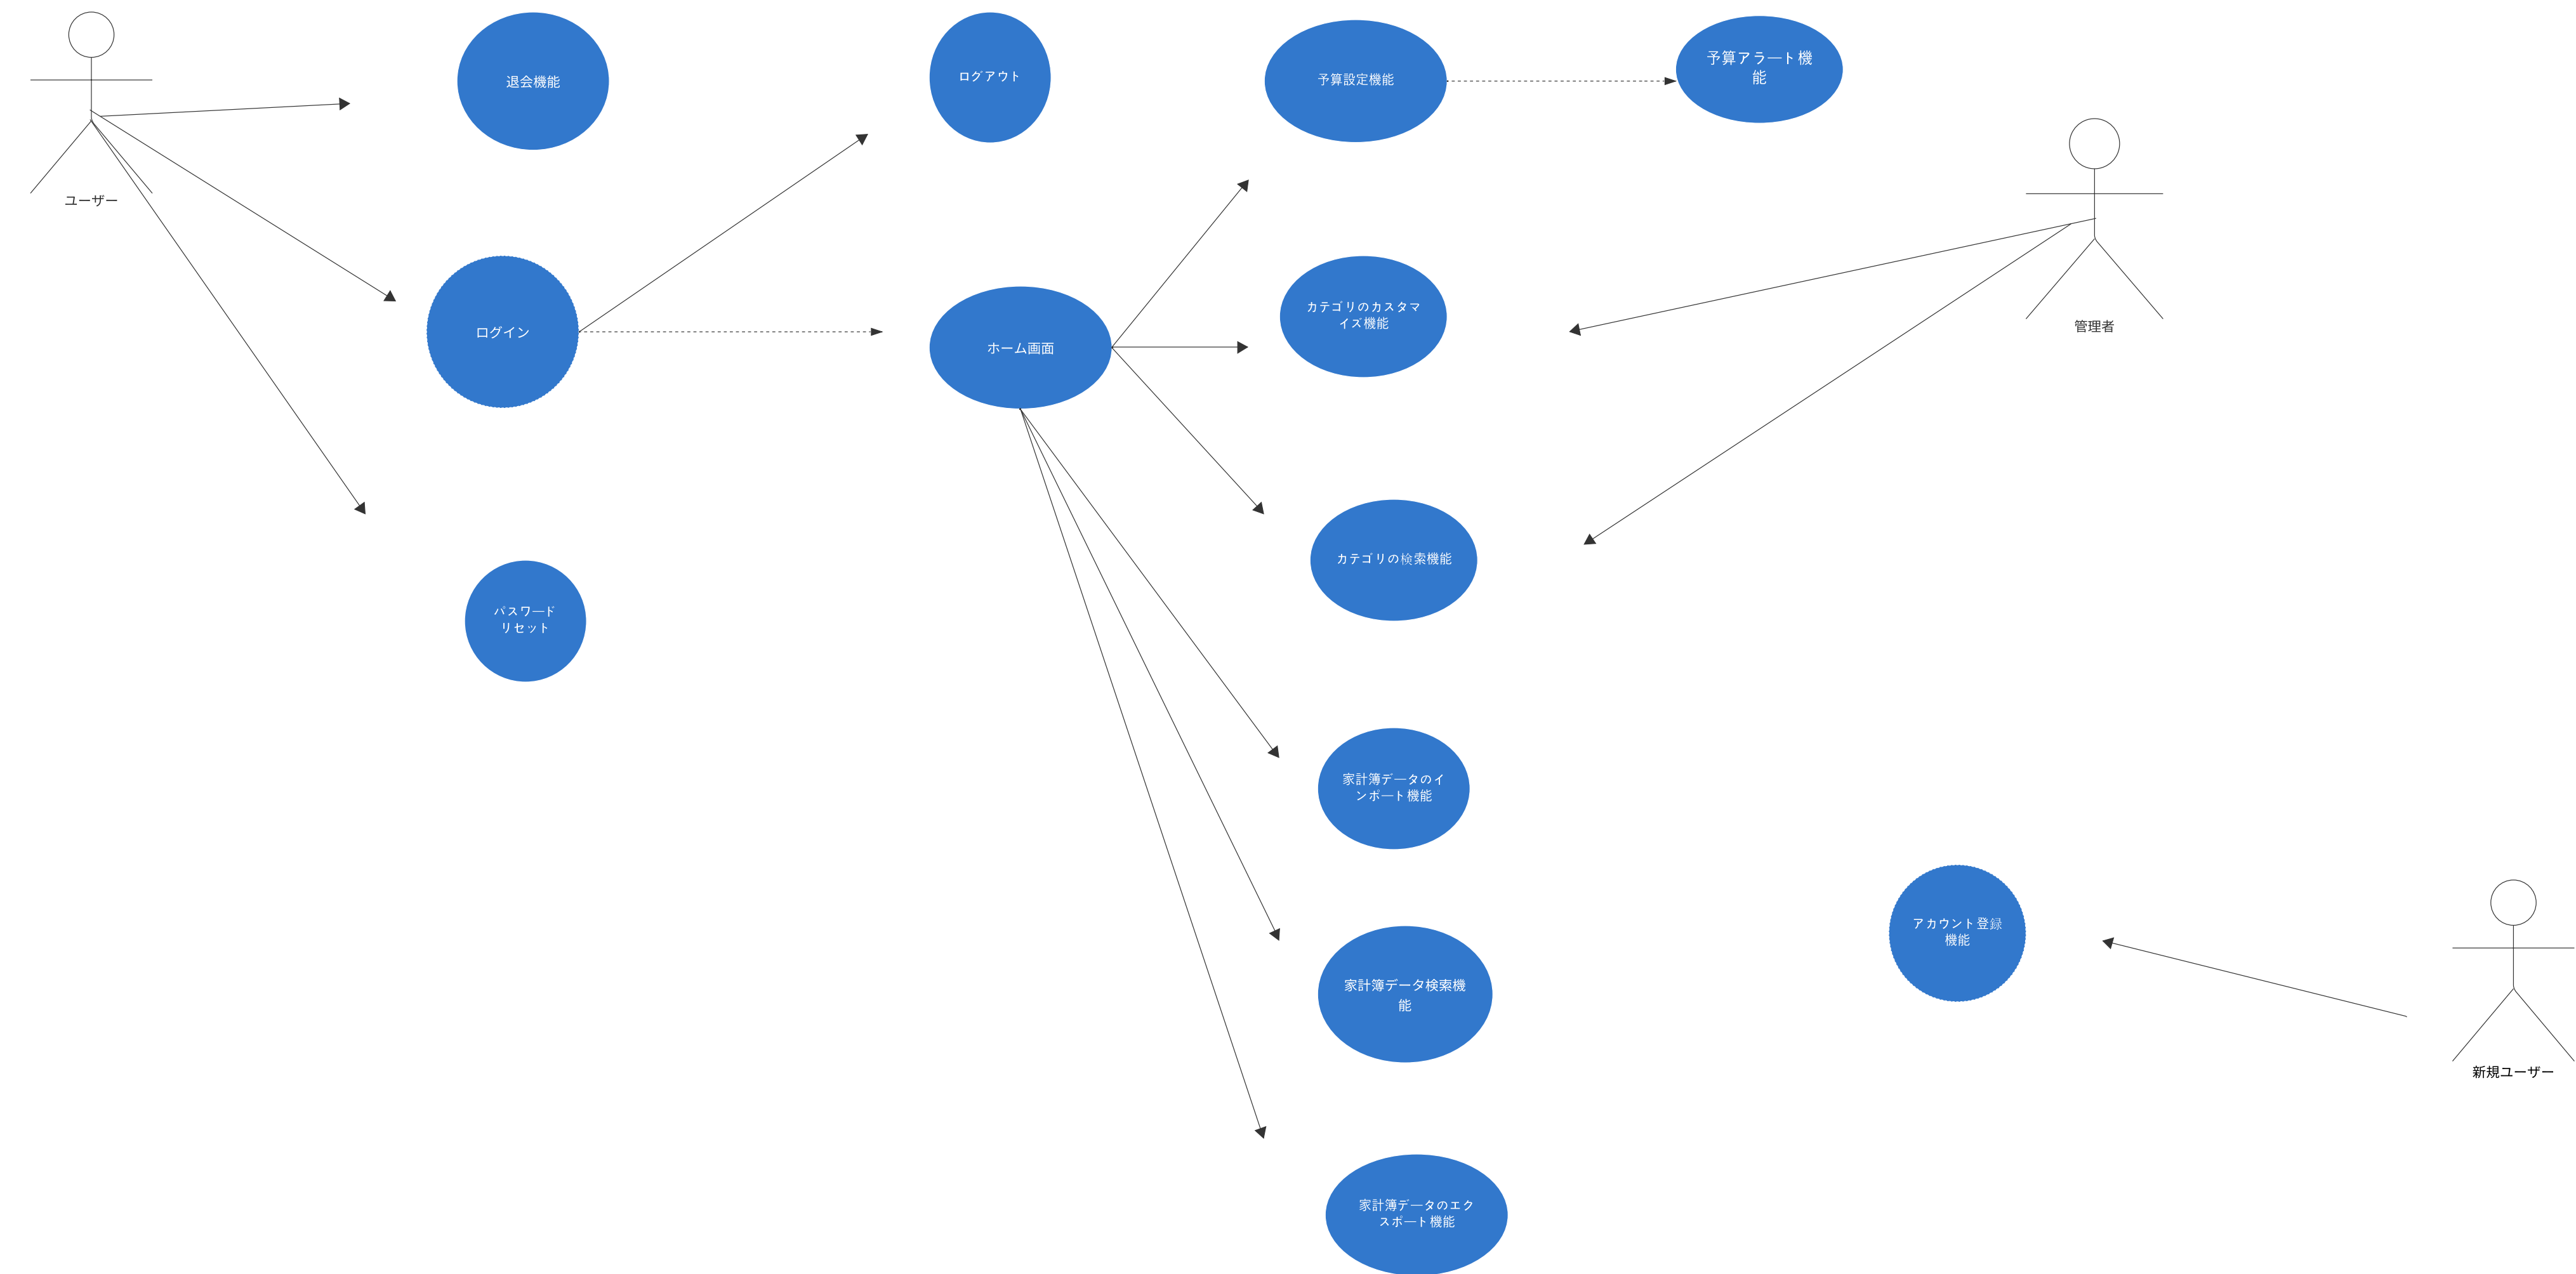 退会機能
ログアウト
予算設定機能
予算アラート機
能
ユーザー
管理者
ログイン
ホーム画面
カテゴリのカスタマ
イズ機能
カテゴリの検索機能
パスワード
リセット
家計簿データのイ
ンポート機能
アカウント登録
機能
家計簿データ検索機
能
新規ユーザー
家計簿データのエク
スポート機能